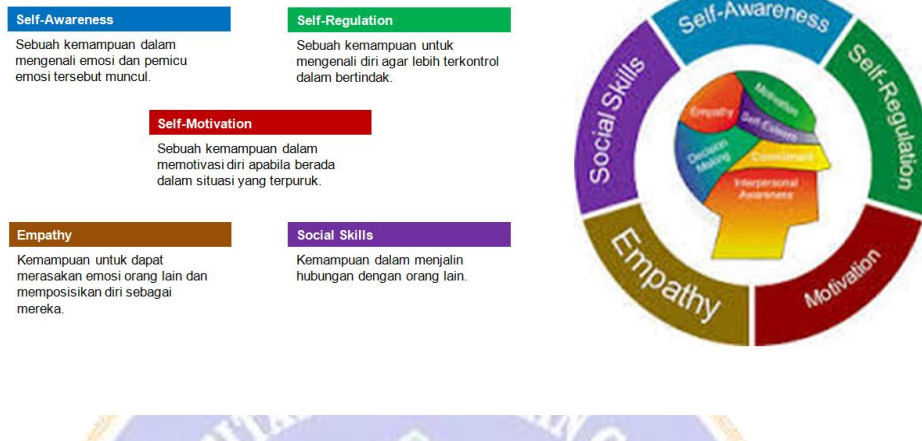 Self-Awareness
Sebuah kemampuan dalam
mengenali emosi dan pemicu
emosi tersebut muncul.
Self-Regulation
Sebuah kemampuan untuk
mengenali diri agar lebih terkontrol
dalam bertindak.
Self-Motivation
Sebuah kemampuan dalam
memotivasi diri apabila berada
dalam situasi yang terpuruk.
Empathy
Kemampuan untuk dapat
merasakan emosi orang lain dan
memposisikan diri sebagai
mereka.
Social Skills
Kemampuan dalam menjalin
hubungan dengan orang lain.
Self-Awareness
Self-Regulation
Motivation
Empathy
Social Skills
Empathy
Motivation
Self-Esteem
Decision
Making
Commitment
Interpersonal
Awareness